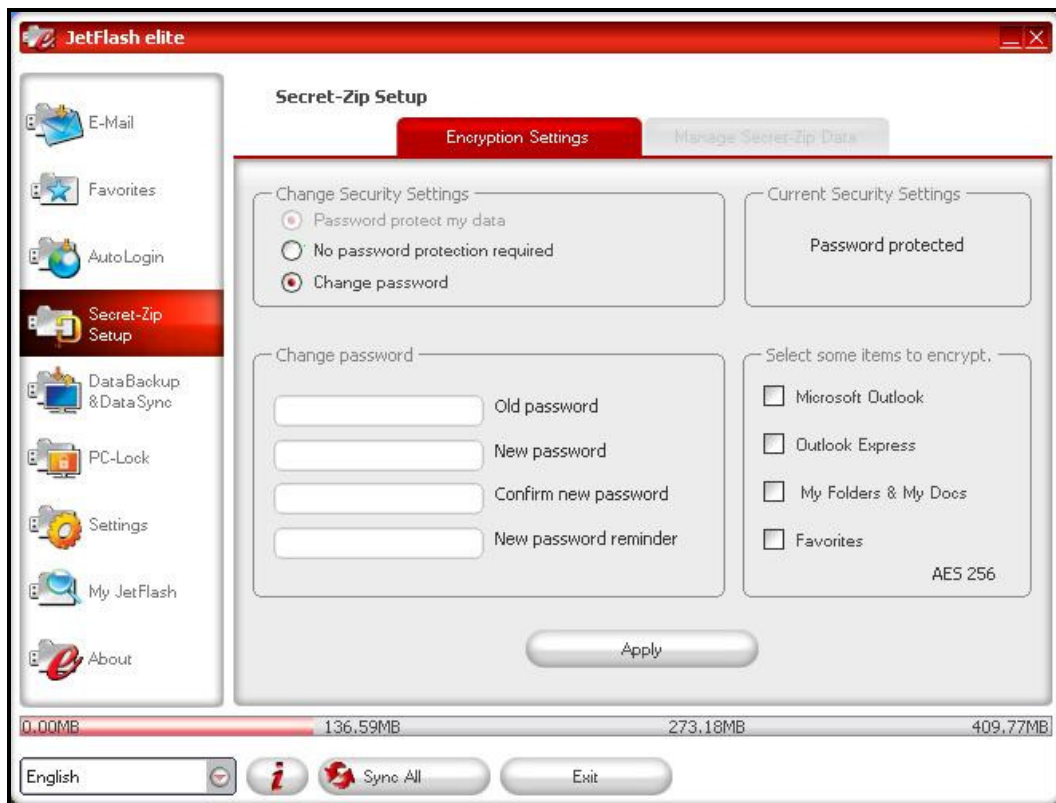 JetFlash elite
E-Mail
Favorites
AutoLogin
Secret-Zip
Setup
DataBackup
&DataSync
PC-Lock
Settings
My JetFlash
About
Secret-Zip Setup
Encryption Settings
Manage Secret-Zip Data
Change Security Settings
Password protect my data
No password protection required
Change password
Current Security Settings
Password protected
Change password
Old password
New password
Confirm new password
New password reminder
Select some items to encrypt.
Microsoft Outlook
Outlook Express
My Folders & My Docs
Favorites
AES 256
Apply
0.00MB 136.59MB 273.18MB 409.77MB
English
i
Sync All
Exit